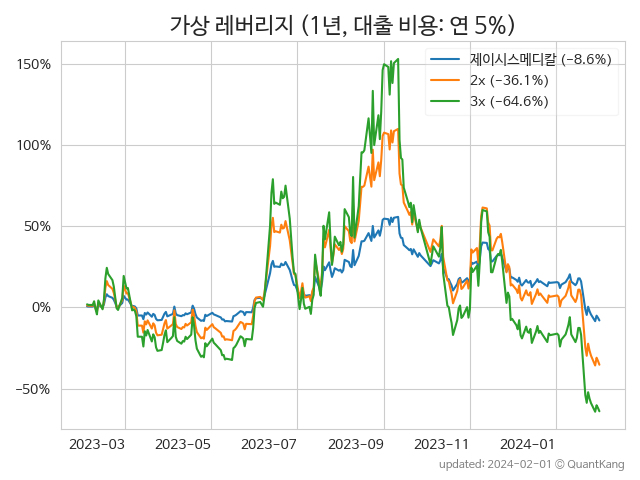 가상 레버리지 (1년, 대출 비용: 연 5%)
제이시스메디칼 (−8.6%)
2x (−36.1%)
3x (−64.6%)
150%
100%
50%
0%
−50%
2023−03 2023−05 2023−07 2023−09 2023−11 2024−01
updated: 2024-02-01 © QuantKang